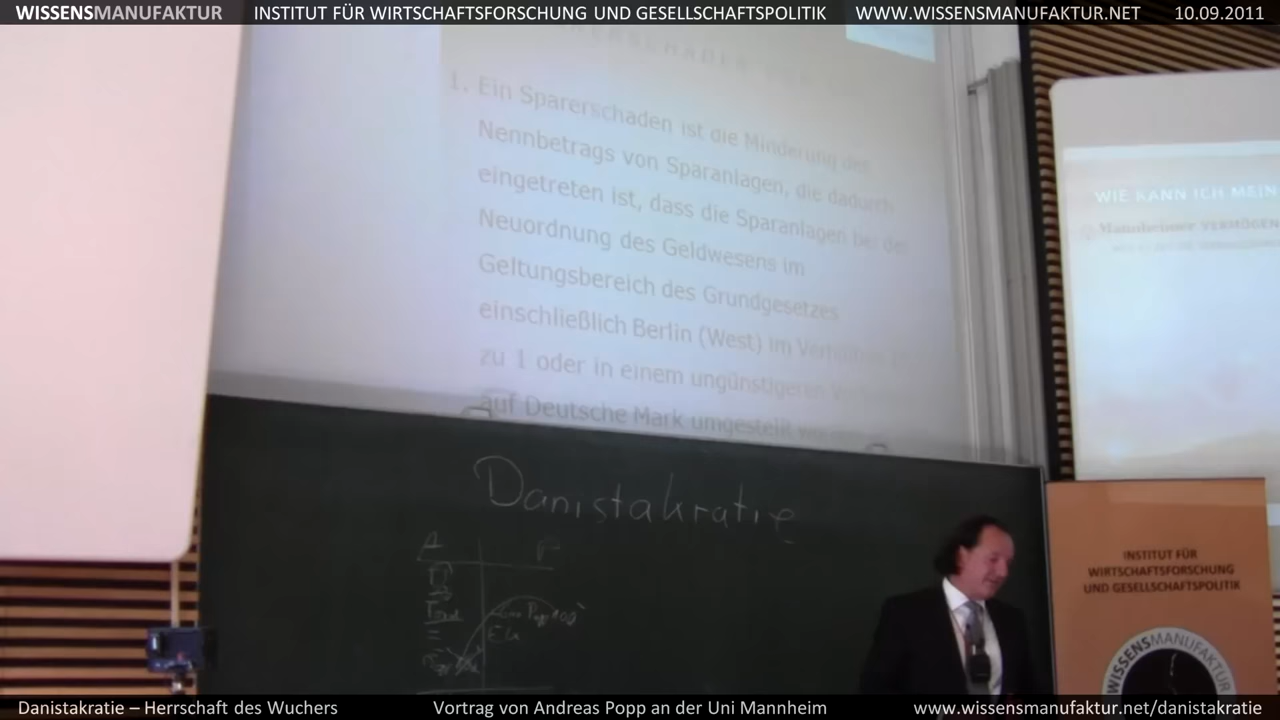 WISSENSMANUFAKTUR INSTITUT FÜR WIRTSCHAFTSFORSCHUNG UND GESELLSCHAFTSPOLITIK WWW.WISSENSMANUFAKTUR.NET 10.09.2011
1. Ein Sparerschaden ist die Minderung des
Nennbetrags von Sparanlagen, die dadurch
eingetreten ist, dass die Sparanlagen bei der
Neuordnung des Geldwesens im
Geltungsbereich des Grundgesetzes
einschließlich Berlin (West) im
zu 1 oder in einem ungünstigeren
auf Deutsche Mark umgestellt
WIE KANN ICH MEIN
Mannheimer VERMÖGEN
Danistakratie
A P
INSTITUT FÜR
WIRTSCHAFTSFORSCHUNG
UND GESELLSCHAFTSPOLITIK
WISSENSMANUFAKTUR
Danistakratie – Herrschaft des Wuchers Vortrag von Andreas Popp an der Uni Mannheim www.wissensmanufaktur.net/danistakratie